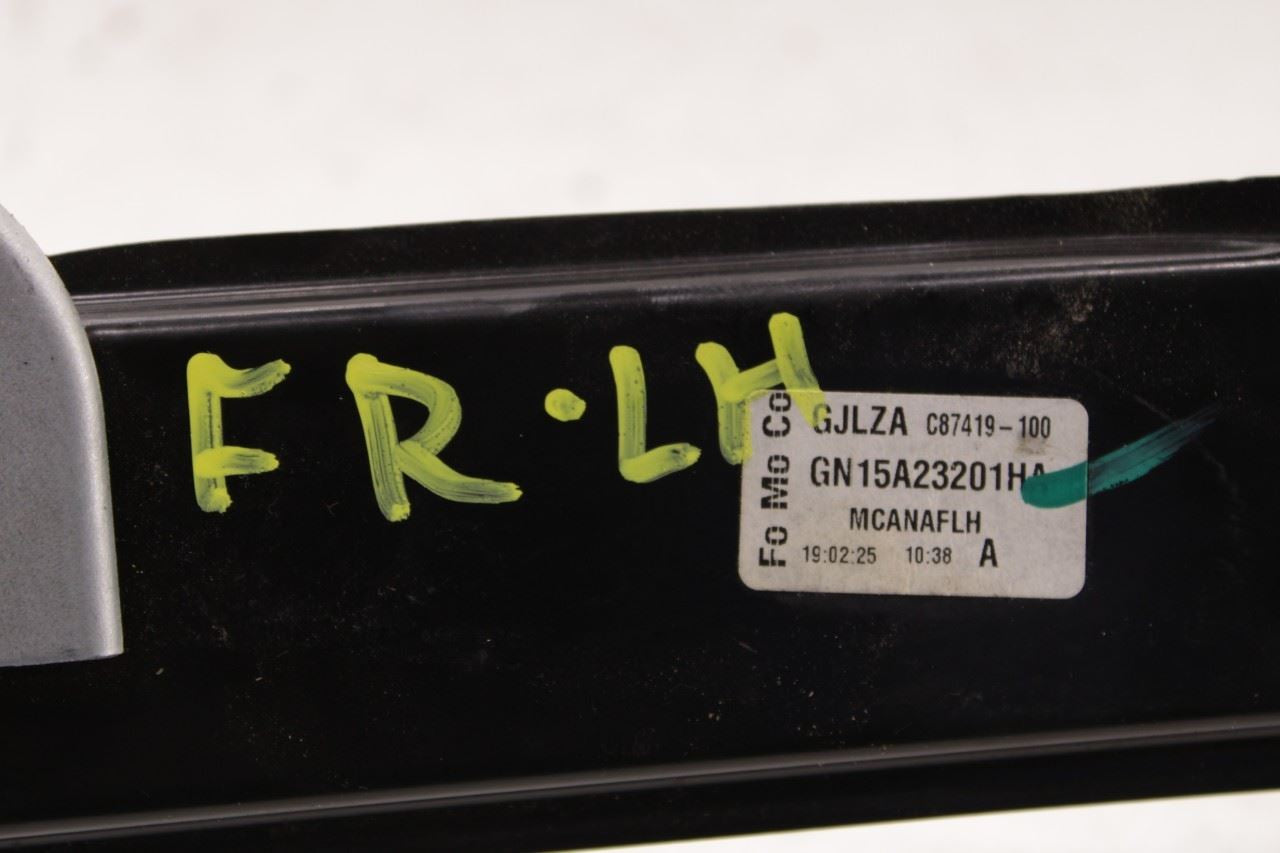 FR·LH
Fo Mo Co
GJLZA C87419-100
GN15A23201HA
MCANAFLH
19:02:25 10:38 A